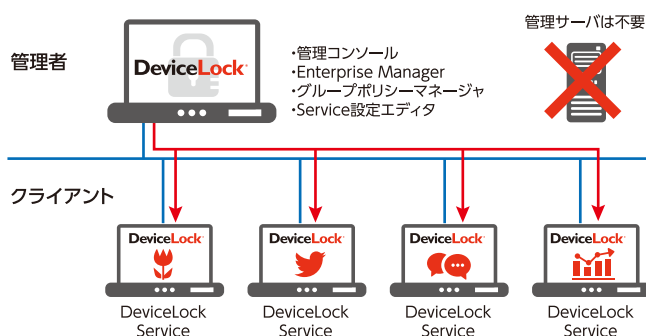 管理サーバは不要
管理者
DeviceLock
・管理コンソール
・Enterprise Manager
・グループポリシーマネージャ
・Service設定エディタ
クライアント
DeviceLock
DeviceLock
DeviceLock
DeviceLock
DeviceLock
Service
DeviceLock
Service
DeviceLock
Service
DeviceLock
Service